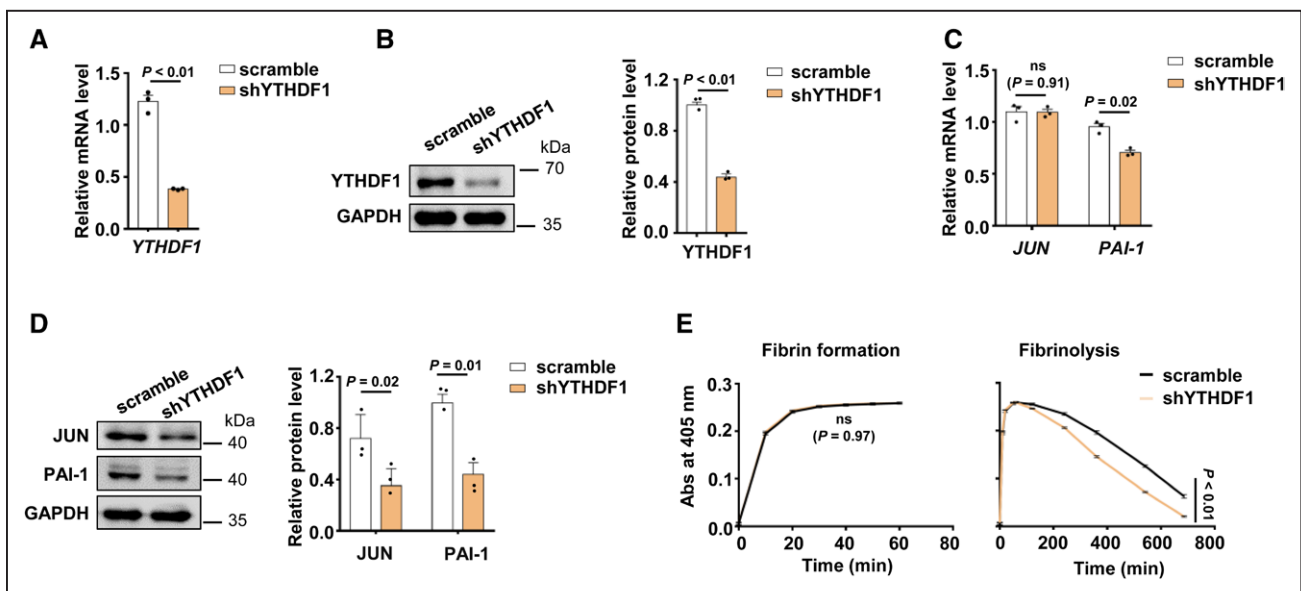 A
P < 0.01
scramble
shYTHDF1
Relative mRNA level
1.5
1.0
0.5
0.0
YTHDF1
B
scramble
shYTHDF1
kDa
YTHDF1
70
GAPDH
35
P < 0.01
scramble
shYTHDF1
Relative protein level
1.2
0.8
0.4
0.0
YTHDF1
C
scramble
shYTHDF1
ns
(P = 0.91)
P = 0.02
Relative mRNA level
1.5
1.0
0.5
0.0
JUN
PAI-1
D
scramble
shYTHDF1
kDa
JUN
40
PAI-1
40
GAPDH
35
scramble
shYTHDF1
P = 0.02
P = 0.01
Relative protein level
1.2
0.8
0.4
0.0
JUN
PAI-1
E
Fibrin formation
Abs at 405 nm
0.3
0.2
0.1
0.0
ns
(P = 0.97)
0
20
40
60
80
Time (min)
Fibrinolysis
scramble
shYTHDF1
P < 0.01
0
200
400
600
800
Time (min)